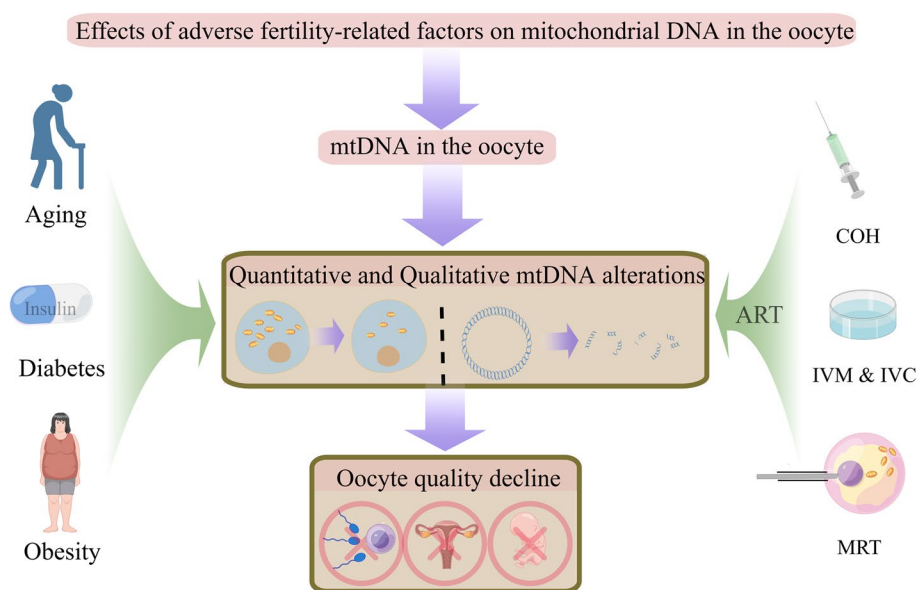 Effects of adverse fertility-related factors on mitochondrial DNA in the oocyte
mtDNA in the oocyte
Aging
Insulin
Diabetes
Obesity
Quantitative and Qualitative mtDNA alterations
Oocyte quality decline
ART
COH
IVM & IVC
MRT